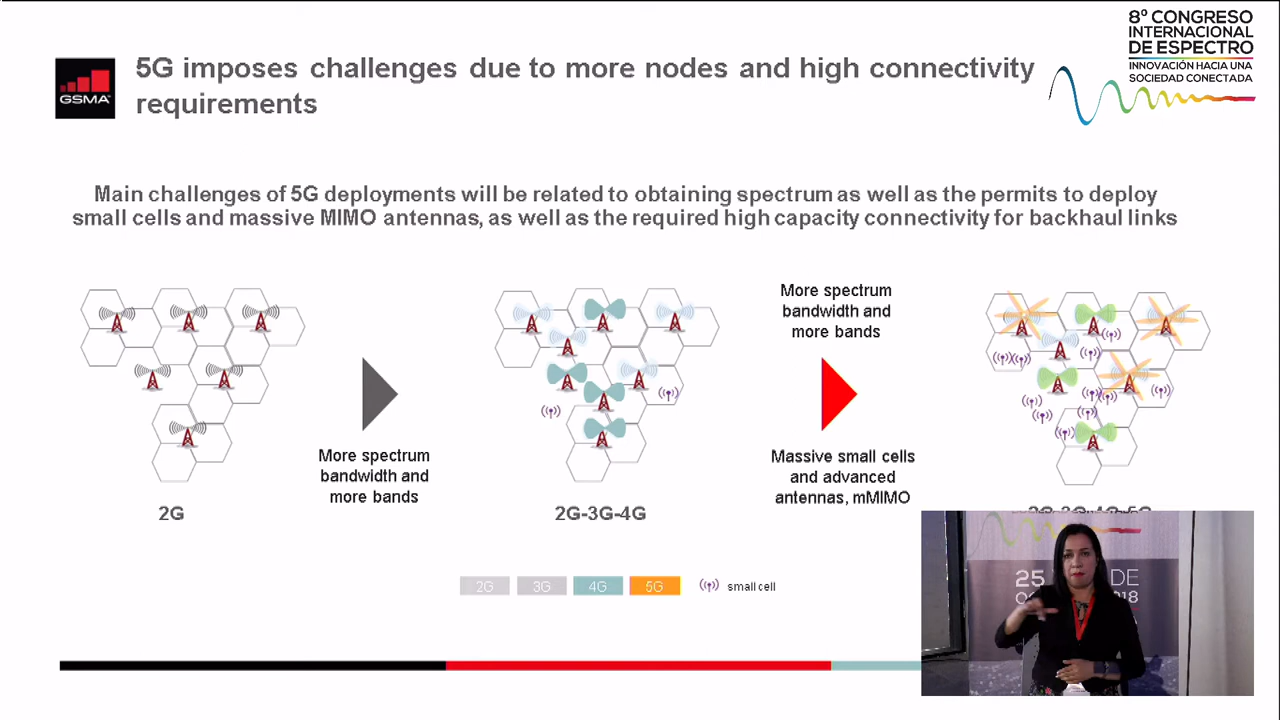 8º CONGRESO
INTERNACIONAL
DE ESPECTRO
INNOVACIÓN HACIA UNA
SOCIEDAD CONECTADA
GSMA
5G imposes challenges due to more nodes and high connectivity
requirements
Main challenges of 5G deployments will be related to obtaining spectrum as well as the permits to deploy
small cells and massive MIMO antennas, as well as the required high capacity connectivity for backhaul links
More spectrum
bandwidth and
more bands
More spectrum
bandwidth and
more bands
Massive small cells
and advanced
antennas, mMIMO
2G
2G-3G-4G
2G-3G-4G-5G
2G
3G
4G
5G
small cell
25
DE